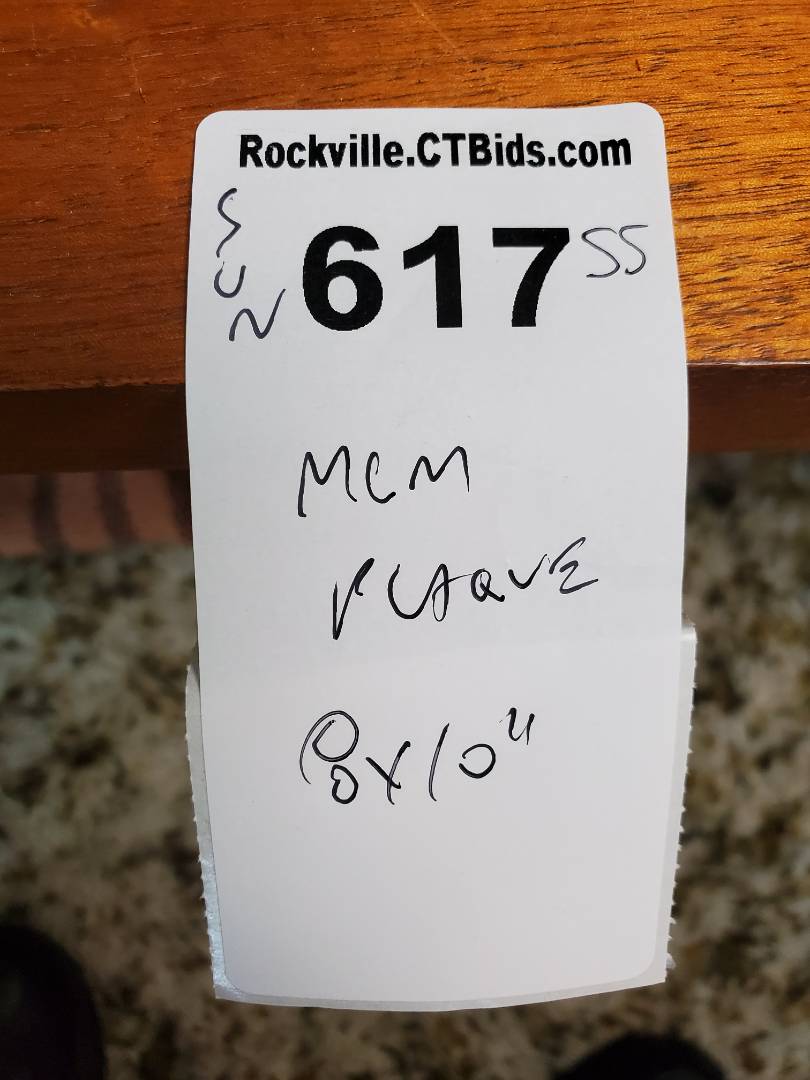 Rockville.CTBids.com
SUN 617 SS
MCM
PLAQUE
8x10"